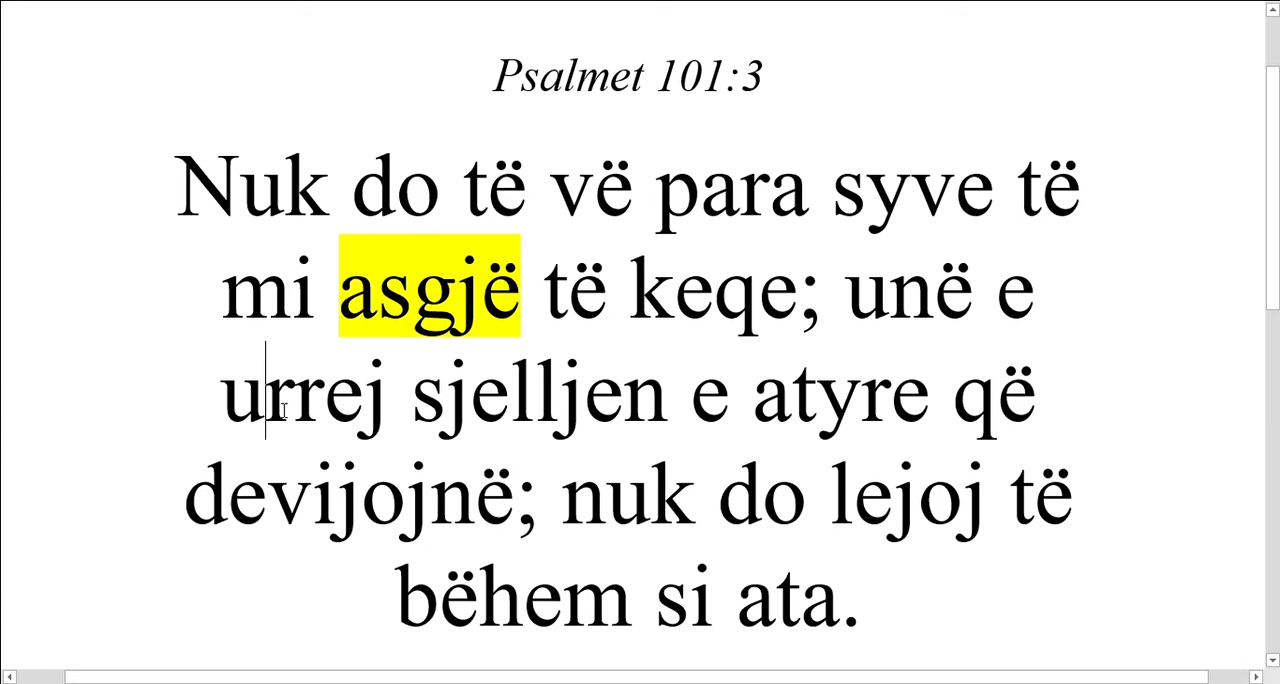 Psalmet 101:3
Nuk do të vë para syve të
mi asgjë të keqe; unë e
urrej sjelljen e atyre që
devijojnë; nuk do lejoj të
bëhem si ata.